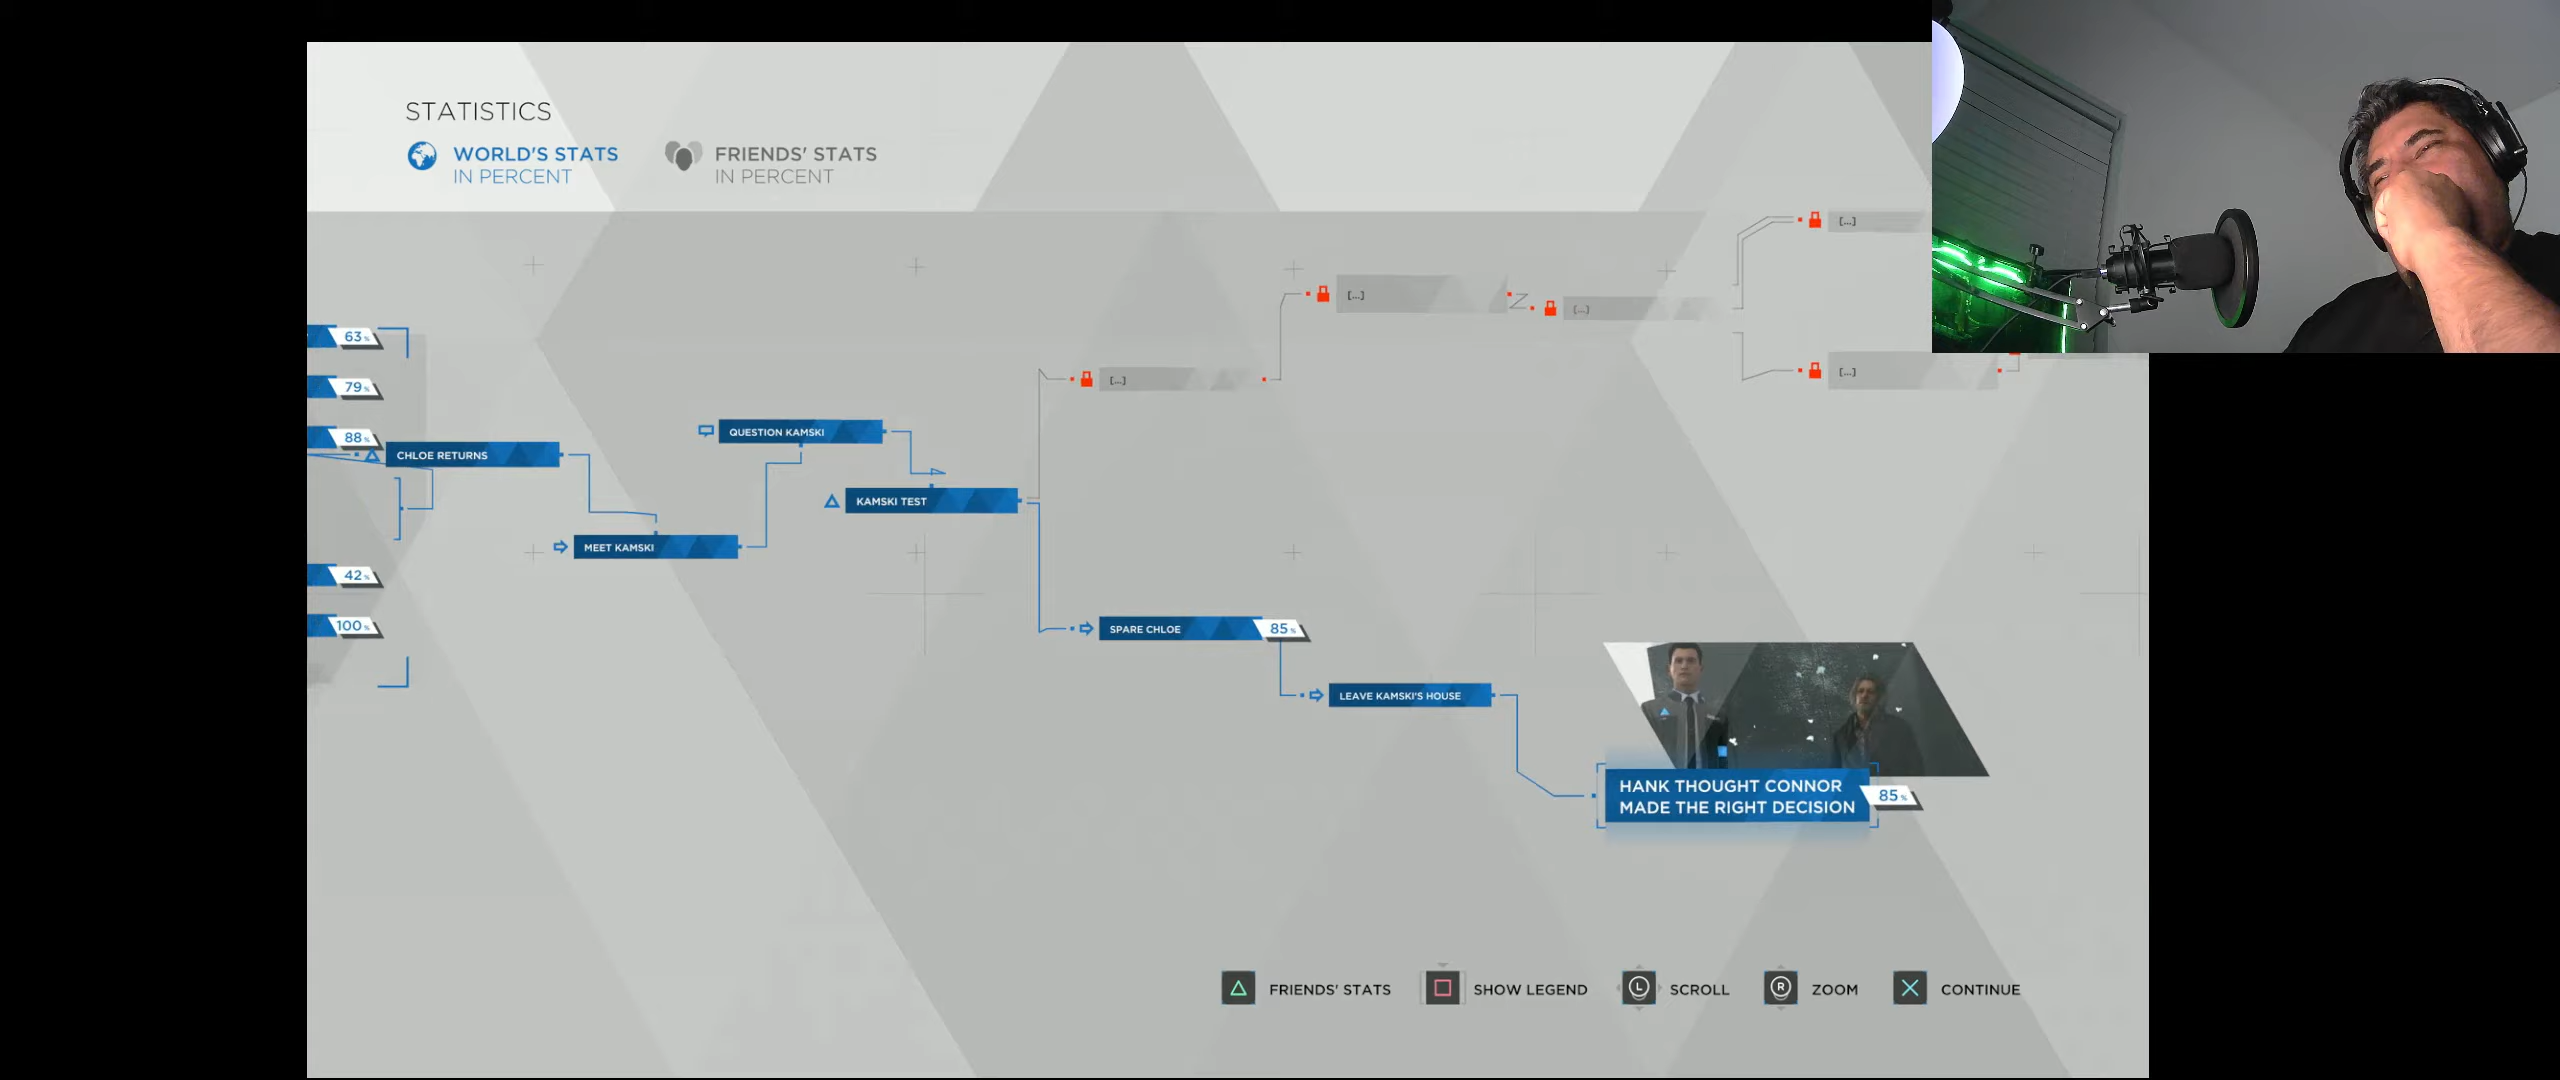 STATISTICS
WORLD'S STATS
IN PERCENT
FRIENDS' STATS
IN PERCENT
[...]
[...]
[...]
63%
79%
[...]
[...]
88%
CHLOE RETURNS
QUESTION KAMSKI
KAMSKI TEST
MEET KAMSKI
42%
100%
SPARE CHLOE
85%
LEAVE KAMSKI'S HOUSE
HANK THOUGHT CONNOR
MADE THE RIGHT DECISION
85%
FRIENDS' STATS
SHOW LEGEND
L
SCROLL
R
ZOOM
CONTINUE